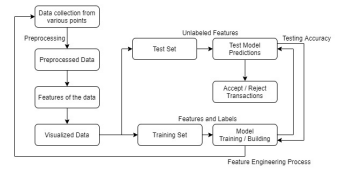 Data collection from
various points
Preprocessing
Preprocessed Data
Features of the data
Visualized Data
Unlabeled Features
Test Set
Test Model
Predictions
Testing Accuracy
Accept / Reject
Transactions
Features and Labels
Training Set
Model
Training / Building
Feature Engineering Process